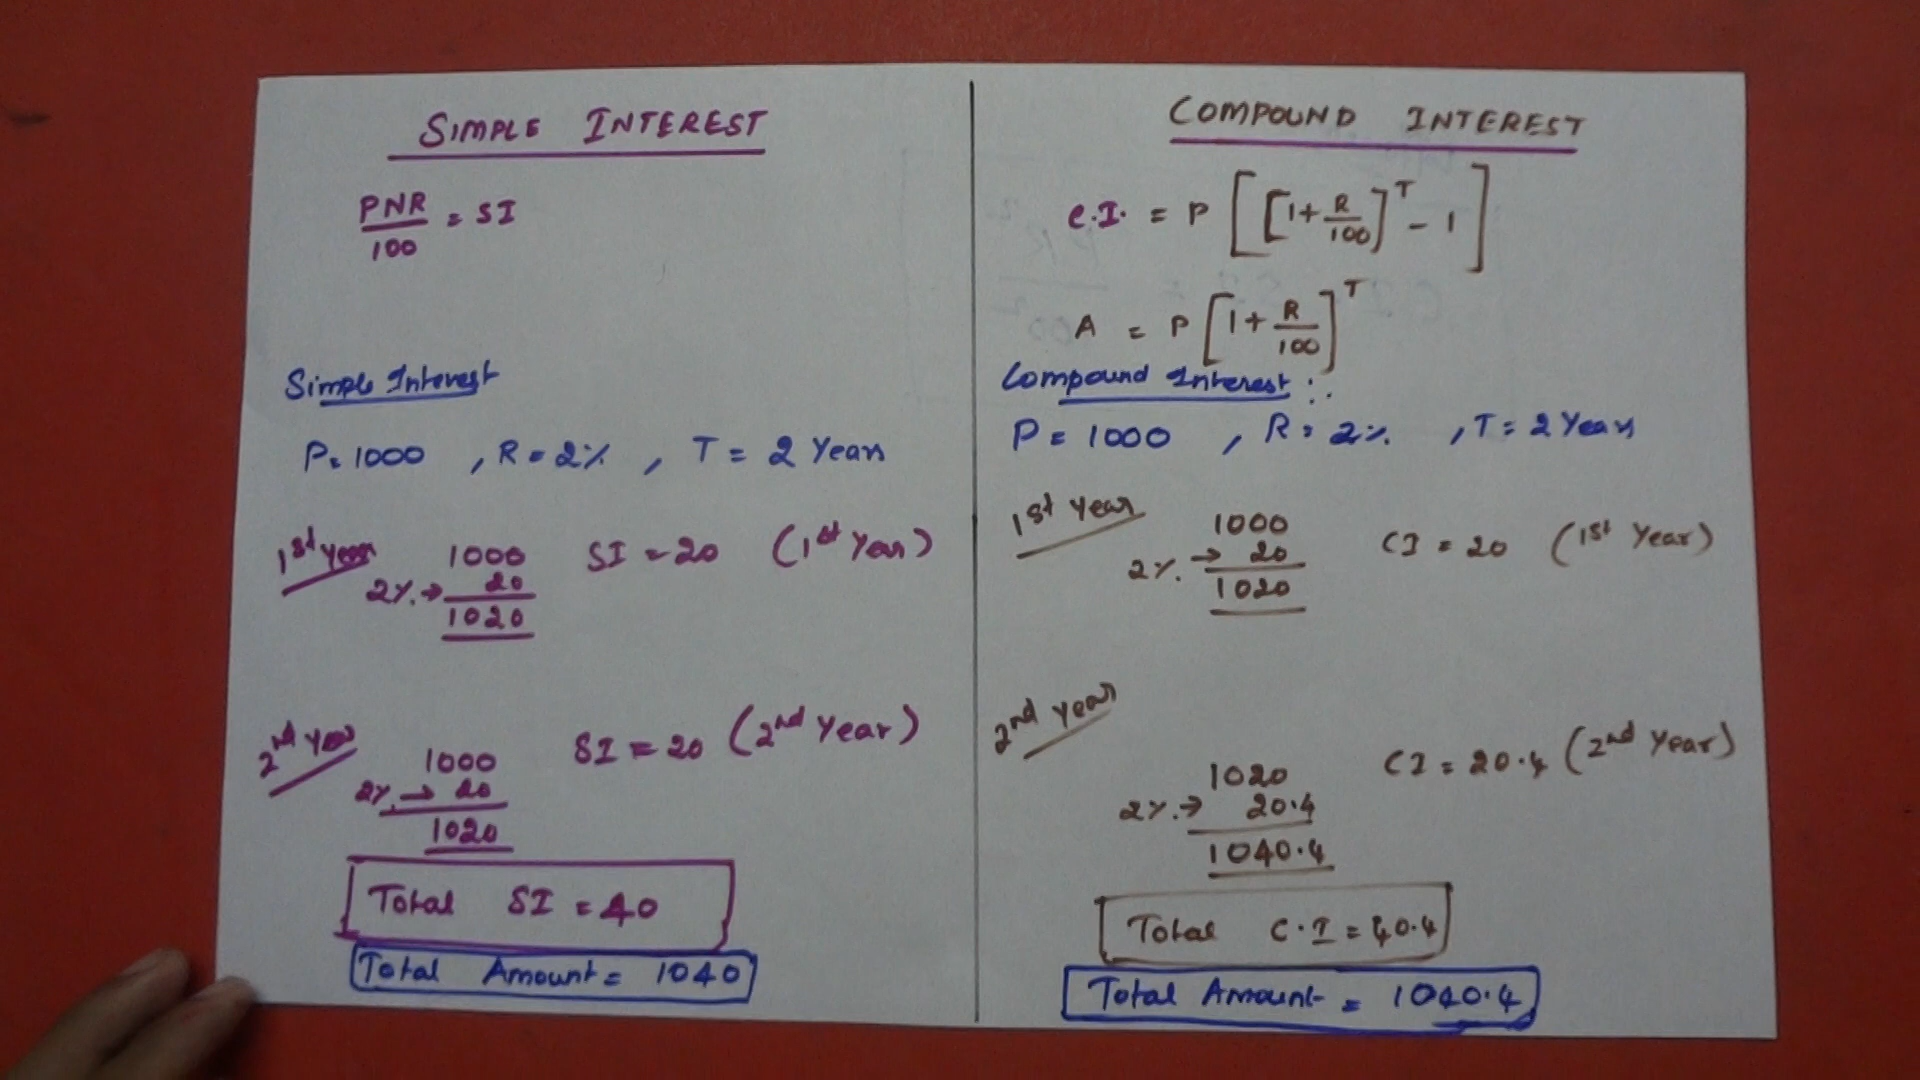 SIMPLE INTEREST
PNR/100 = SI
Simple Interest
P = 1000 , R = 2% , T = 2 Years
1st year
1000 SI = 20 (1st Year)
2% → 20
1020
2nd year
1000 SI = 20 (2nd Year)
2% → 20
1020
Total SI = 40
Total Amount = 1040
COMPOUND INTEREST
C.I. = P [[1+R/100]^T - 1]
A = P [1+R/100]^T
Compound Interest :.
P = 1000 , R = 2% , T = 2 Years
1st year
1000 CI = 20 (1st Year)
2% → 20
1020
2nd year
1020 CI = 20.4 (2nd Year)
2% → 20.4
1040.4
Total C.I = 40.4
Total Amount = 1040.4